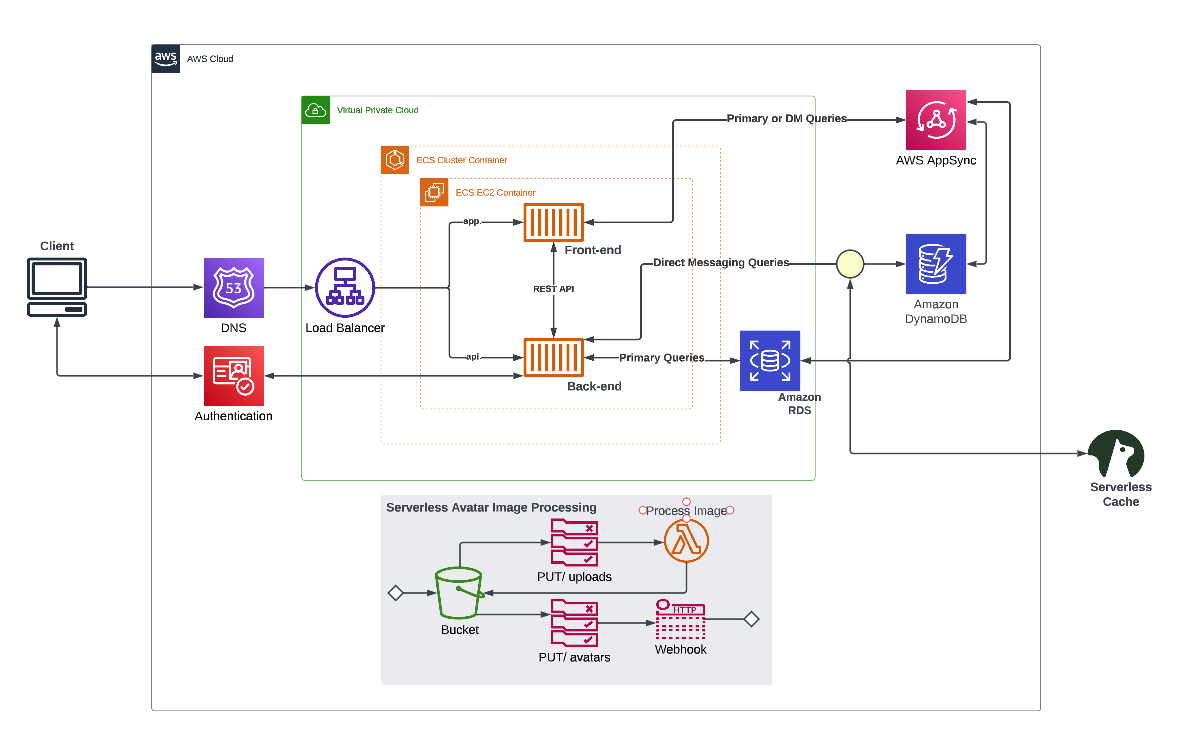 aws
AWS Cloud
Virtual Private Cloud
Primary or DM Queries
AWS AppSync
ECS Cluster Container
ECS EC2 Container
app.
Front-end
Client
Direct Messaging Queries
53
REST API
DNS
Load Balancer
Amazon
DynamoDB
api.
Primary Queries
Back-end
Amazon
RDS
Authentication
Serverless
Cache
Serverless Avatar Image Processing
Process Image
PUT/ uploads
Bucket
HTTP
PUT/ avatars
Webhook